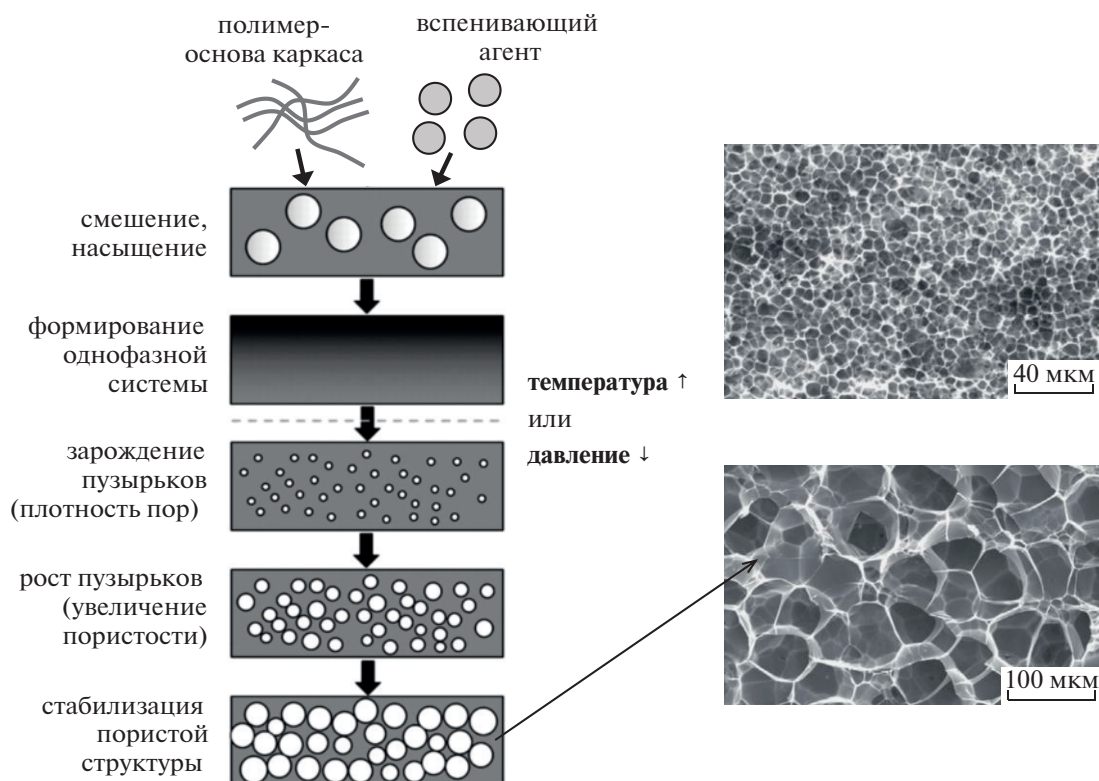 полимер-
основа каркаса
вспенивающий
агент
смешение,
насыщение
формирование
однофазной
системы
температура ↑
или
давление ↓
зарождение
пузырьков
(плотность пор)
рост пузырьков
(увеличение
пористости)
стабилизация
пористой
структуры
40 мкм
100 мкм